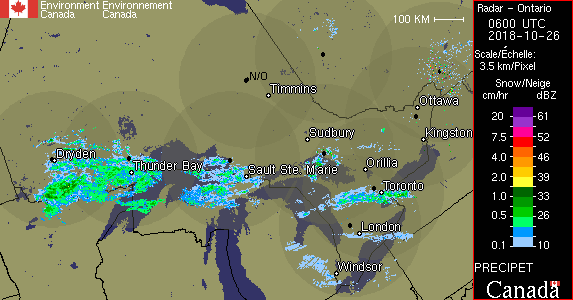 Environment Environnement
Canada Canada
100 KM
N/O
Timmins
Ottawa
Sudbury
Kingston
Dryden
Thunder Bay
Sault Ste. Marie
Orillia
Toronto
London
Windsor
Radar - Ontario
0600 UTC
2018-10-26
Scale/Échelle:
3.5 km/Pixel
Snow/Neige
cm/hr dBZ
20 61
7.5 52
4.0 46
2.0 39
1.0 33
0.5 26
0.1 10
PRECIPET
Canada